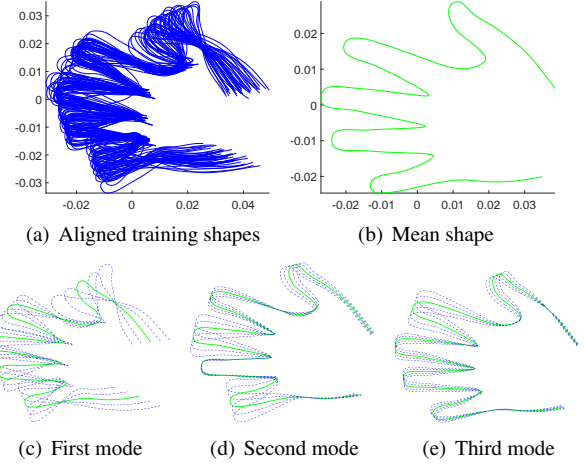 0.03
0.02
0.01
0
-0.01
-0.02
-0.03
-0.02 0 0.02 0.04
(a) Aligned training shapes
0.02
0.01
0
-0.01
-0.02
-0.02 -0.01 0 0.01 0.02 0.03
(b) Mean shape
(c) First mode
(d) Second mode
(e) Third mode